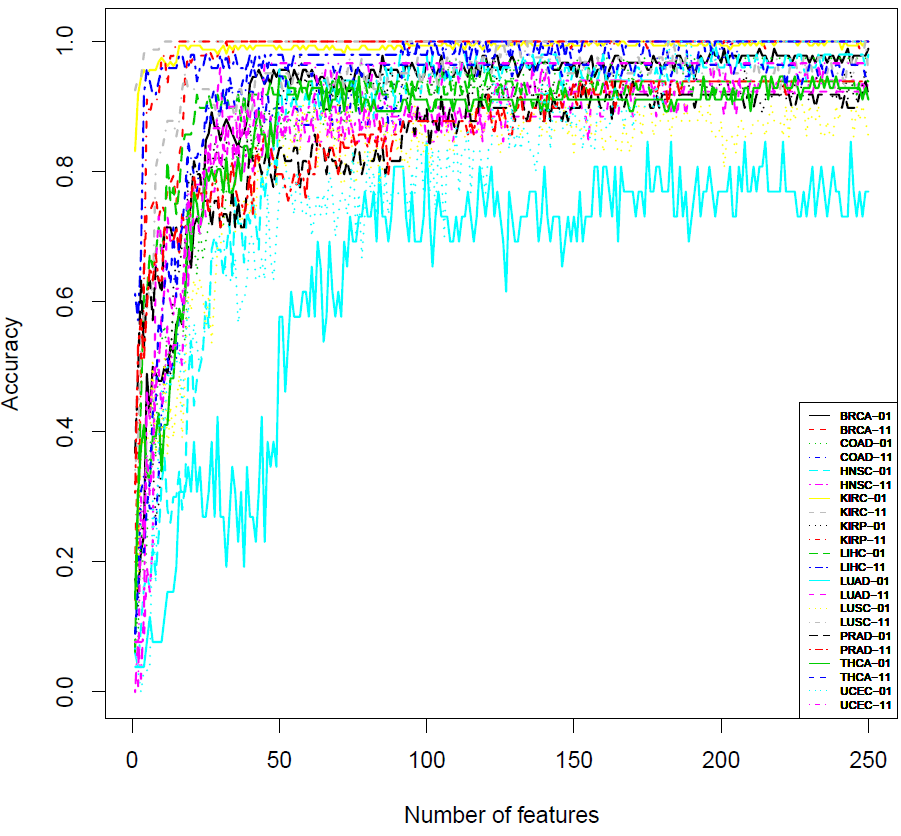 1.0
0.8
0.6
0.4
0.2
0.0
Accuracy
BRCA-01
BRCA-11
COAD-01
COAD-11
HNSC-01
HNSC-11
KIRC-01
KIRC-11
KIRP-01
KIRP-11
LIHC-01
LIHC-11
LUAD-01
LUAD-11
LUSC-01
LUSC-11
PRAD-01
PRAD-11
THCA-01
THCA-11
UCEC-01
UCEC-11
0 50 100 150 200 250
Number of features